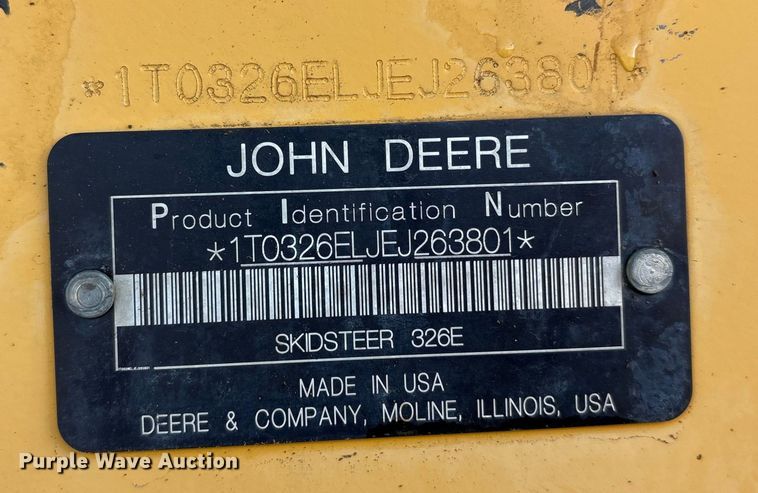 *1T0326ELJEJ263801*
JOHN DEERE
Product Identification Number
*1T0326ELJEJ263801*
SKIDSTEER 326E
MADE IN USA
DEERE & COMPANY, MOLINE, ILLINOIS, USA
Purple Wave Auction